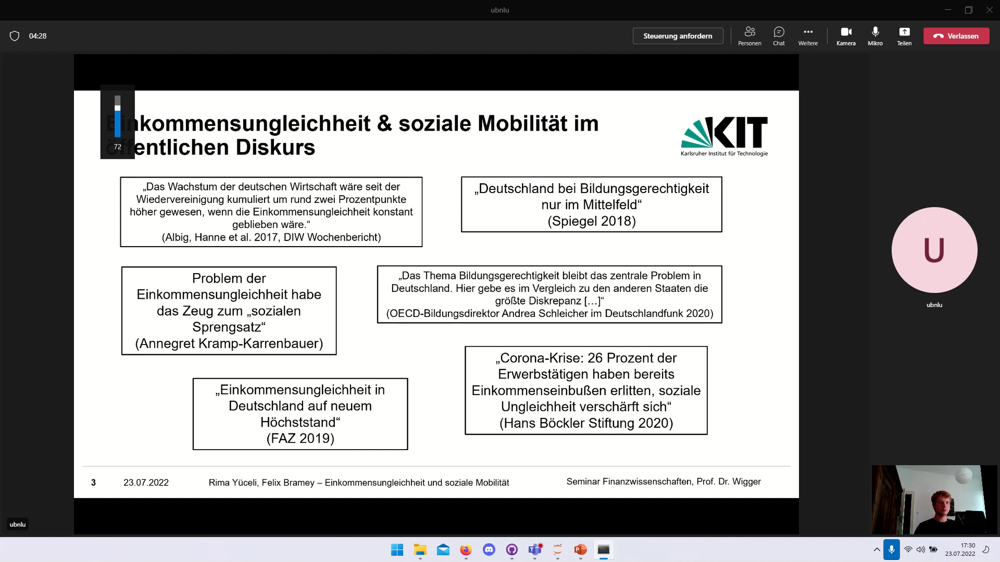 ubnlu
04:28
Steuerung anfordern
Personen
Chat
Weitere
Kamera
Mikro
Teilen
Verlassen
72
Einkommensungleichheit & soziale Mobilität im
öffentlichen Diskurs
KIT
Karlsruher Institut für Technologie
„Das Wachstum der deutschen Wirtschaft wäre seit der
Wiedervereinigung kumuliert um rund zwei Prozentpunkte
höher gewesen, wenn die Einkommensungleichheit konstant
geblieben wäre.“
(Albig, Hanne et al. 2017, DIW Wochenbericht)
„Deutschland bei Bildungsgerechtigkeit
nur im Mittelfeld“
(Spiegel 2018)
Problem der
Einkommensungleichheit habe
das Zeug zum „sozialen
Sprengsatz“
(Annegret Kramp-Karrenbauer)
„Das Thema Bildungsgerechtigkeit bleibt das zentrale Problem in
Deutschland. Hier gebe es im Vergleich zu den anderen Staaten die
größte Diskrepanz […]“
(OECD-Bildungsdirektor Andrea Schleicher im Deutschlandfunk 2020)
„Einkommensungleichheit in
Deutschland auf neuem
Höchststand“
(FAZ 2019)
„Corona-Krise: 26 Prozent der
Erwerbstätigen haben bereits
Einkommenseinbußen erlitten, soziale
Ungleichheit verschärft sich“
(Hans Böckler Stiftung 2020)
3
23.07.2022
Rima Yüceli, Felix Bramey – Einkommensungleichheit und soziale Mobilität
Seminar Finanzwissenschaften, Prof. Dr. Wigger
U
ubnlu
ubnlu
17:30
23.07.2022